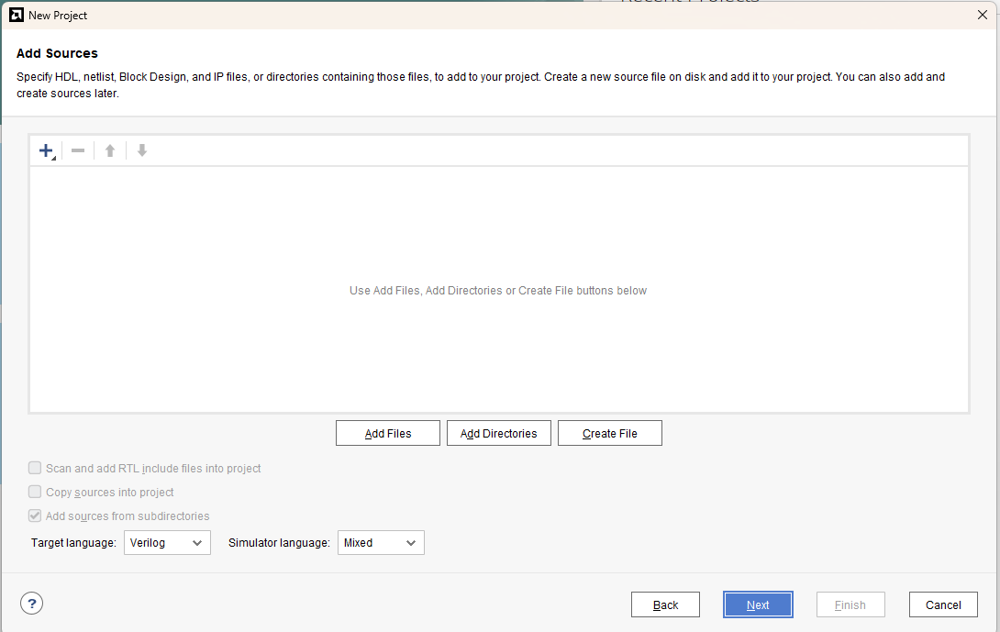 Recent Projects
New Project
Add Sources
Specify HDL, netlist, Block Design, and IP files, or directories containing those files, to add to your project. Create a new source file on disk and add it to your project. You can also add and
create sources later.
Use Add Files, Add Directories or Create File buttons below
Add Files Add Directories Create File
Scan and add RTL include files into project
Copy sources into project
Add sources from subdirectories
Target language: Verilog Simulator language: Mixed
? Back Next Finish Cancel